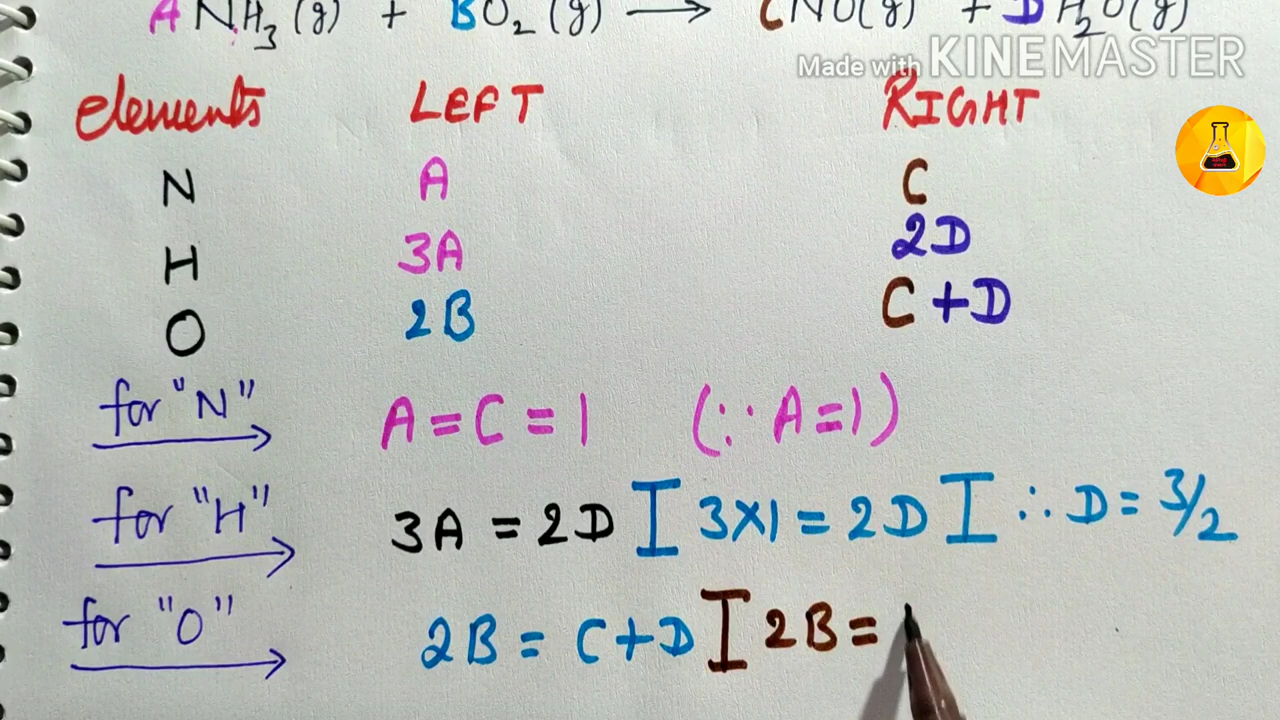 A NH₃(g) + B O₂(g) → C NO(g) + D H₂O(g)
Made with KINEMASTER
elements LEFT RIGHT
N A C
H 3A 2D
O 2B C+D
for "N" A = C = 1 (∵ A=1)
for "H" 3A = 2D I 3×1 = 2D I ∴ D = 3/2
for "O" 2B = C+D I 2B =